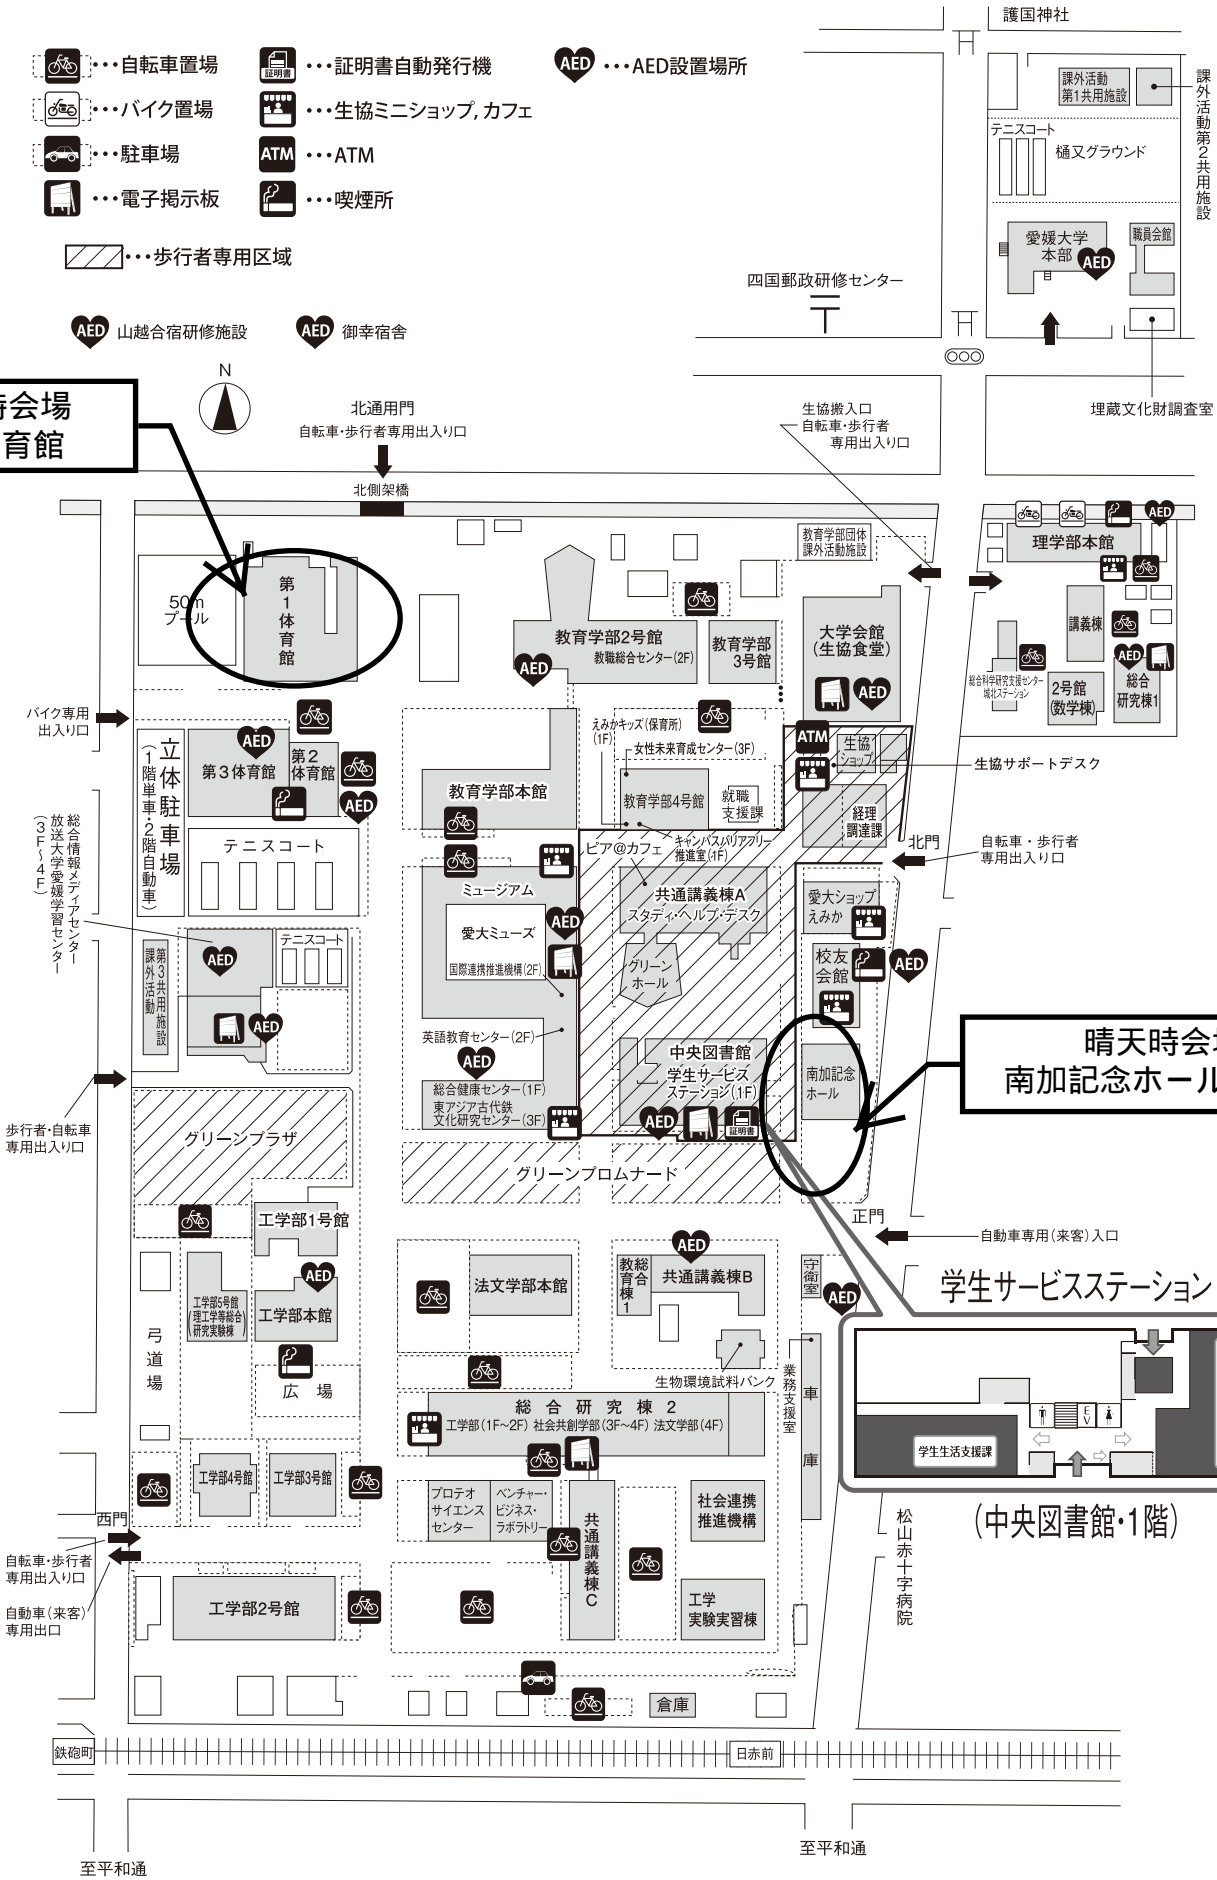 護国神社
自転車置場
証明書
証明書自動発行機
AED
AED設置場所
バイク置場
生協ミニショップ,カフェ
駐車場
ATM
ATM
電子掲示板
喫煙所
歩行者専用区域
AED
山越合宿研修施設
AED
御幸宿舎
課外活動
第1共用施設
課外活動第2共用施設
テニスコート
樋又グラウンド
愛媛大学
本部
AED
職員会館
四国郵政研修センター
埋蔵文化財調査室
N
時会場
育館
北通用門
自転車・歩行者専用出入り口
北側架橋
生協搬入口
自転車・歩行者
専用出入り口
50m
プール
第1体育館
教育学部団体
課外活動施設
教育学部2号館
教職総合センター(2F)
AED
教育学部
3号館
大学会館
(生協食堂)
AED
理学部本館
AED
講義棟
総合科学研究支援センター
城北ステーション
2号館
(数学棟)
AED
総合
研究棟1
バイク専用
出入り口
立体駐車場
(1階単車・2階自動車)
第3体育館
AED
第2
体育館
AED
テニスコート
教育学部本館
えみかキッズ(保育所)
(1F)
女性未来育成センター(3F)
教育学部4号館
就職
支援課
キャンパスバリアフリー
推進室(1F)
ピア@カフェ
ATM
生協
ショップ
生協サポートデスク
経理
調達課
北門
自転車・歩行者
専用出入り口
総合情報メディアセンター
放送大学愛媛学習センター
(3F~4F)
AED
テニスコート
第3共用施設
課外活動
AED
ミュージアム
愛大ミューズ
AED
国際連携推進機構(2F)
英語教育センター(2F)
AED
総合健康センター(1F)
東アジア古代鉄
文化研究センター(3F)
共通講義棟A
スタディ・ヘルプ・デスク
グリーン
ホール
愛大ショップ
えみか
校友
会館
AED
中央図書館
学生サービス
ステーション(1F)
AED
証明書
南加記念
ホール
晴天時会場
南加記念ホール
歩行者・自転車
専用出入り口
グリーンプラザ
グリーンプロムナード
正門
自動車専用(来客)入口
工学部1号館
工学部5号館
(理工学等総合
研究実験棟)
AED
工学部本館
弓道場
広場
法文学部本館
総合
教育棟1
AED
共通講義棟B
生物環境試料バンク
守衛室
AED
業務支援室
車庫
学生サービスステーション
EV
学生生活支援課
(中央図書館・1階)
総合研究棟2
工学部(1F~2F) 社会共創学部(3F~4F) 法文学部(4F)
工学部4号館
工学部3号館
プロテオ
サイエンス
センター
ベンチャー・
ビジネス・
ラボラトリー
共通講義棟C
社会連携
推進機構
工学
実験実習棟
松山赤十字病院
西門
自転車・歩行者
専用出入り口
自動車(来客)
専用出口
工学部2号館
倉庫
鉄砲町
日赤前
至平和通
至平和通